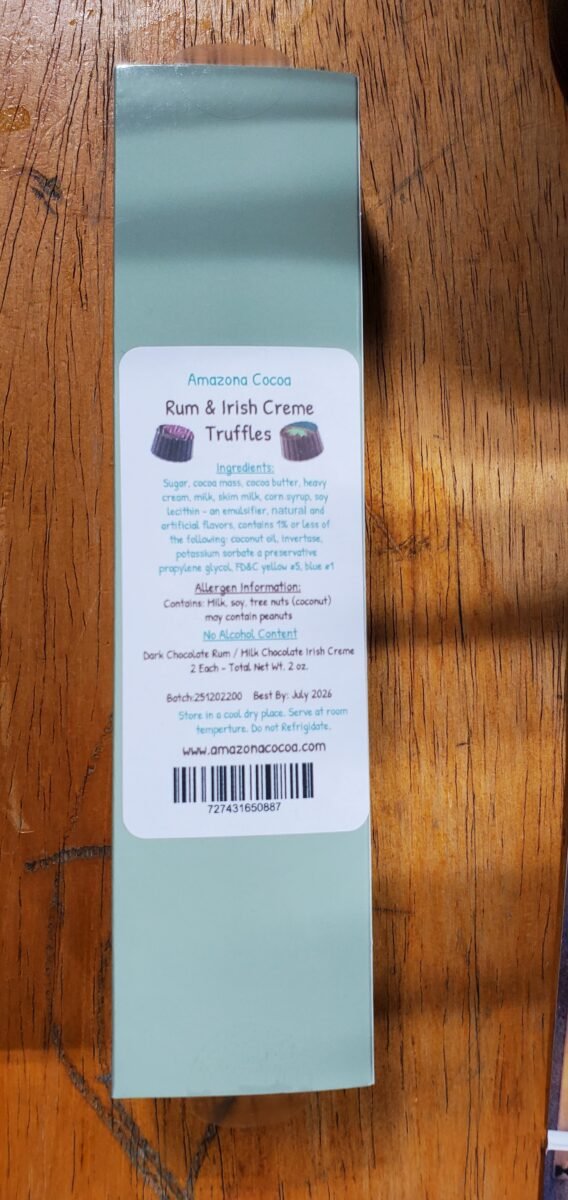 Amazona Cocoa
Rum & Irish Creme
Truffles
Ingredients:
Sugar, cocoa mass, cocoa butter, heavy
cream, milk, skim milk, corn syrup, soy
lecithin - an emulsifier, natural and
artificial flavors, contains 1% or less of
the following: coconut oil, invertase,
potassium sorbate a preservative
propylene glycol, FD&C yellow #5, blue #1
Allergen Information:
Contains: Milk, soy, tree nuts (coconut)
may contain peanuts
No Alcohol Content
Dark Chocolate Rum / Milk Chocolate Irish Creme
2 Each - Total Net Wt. 2 oz.
Batch:251202200 Best By: July 2026
Store in a cool dry place. Serve at room
temperture. Do not Refrigidate.
www.amazonacocoa.com
727431650887